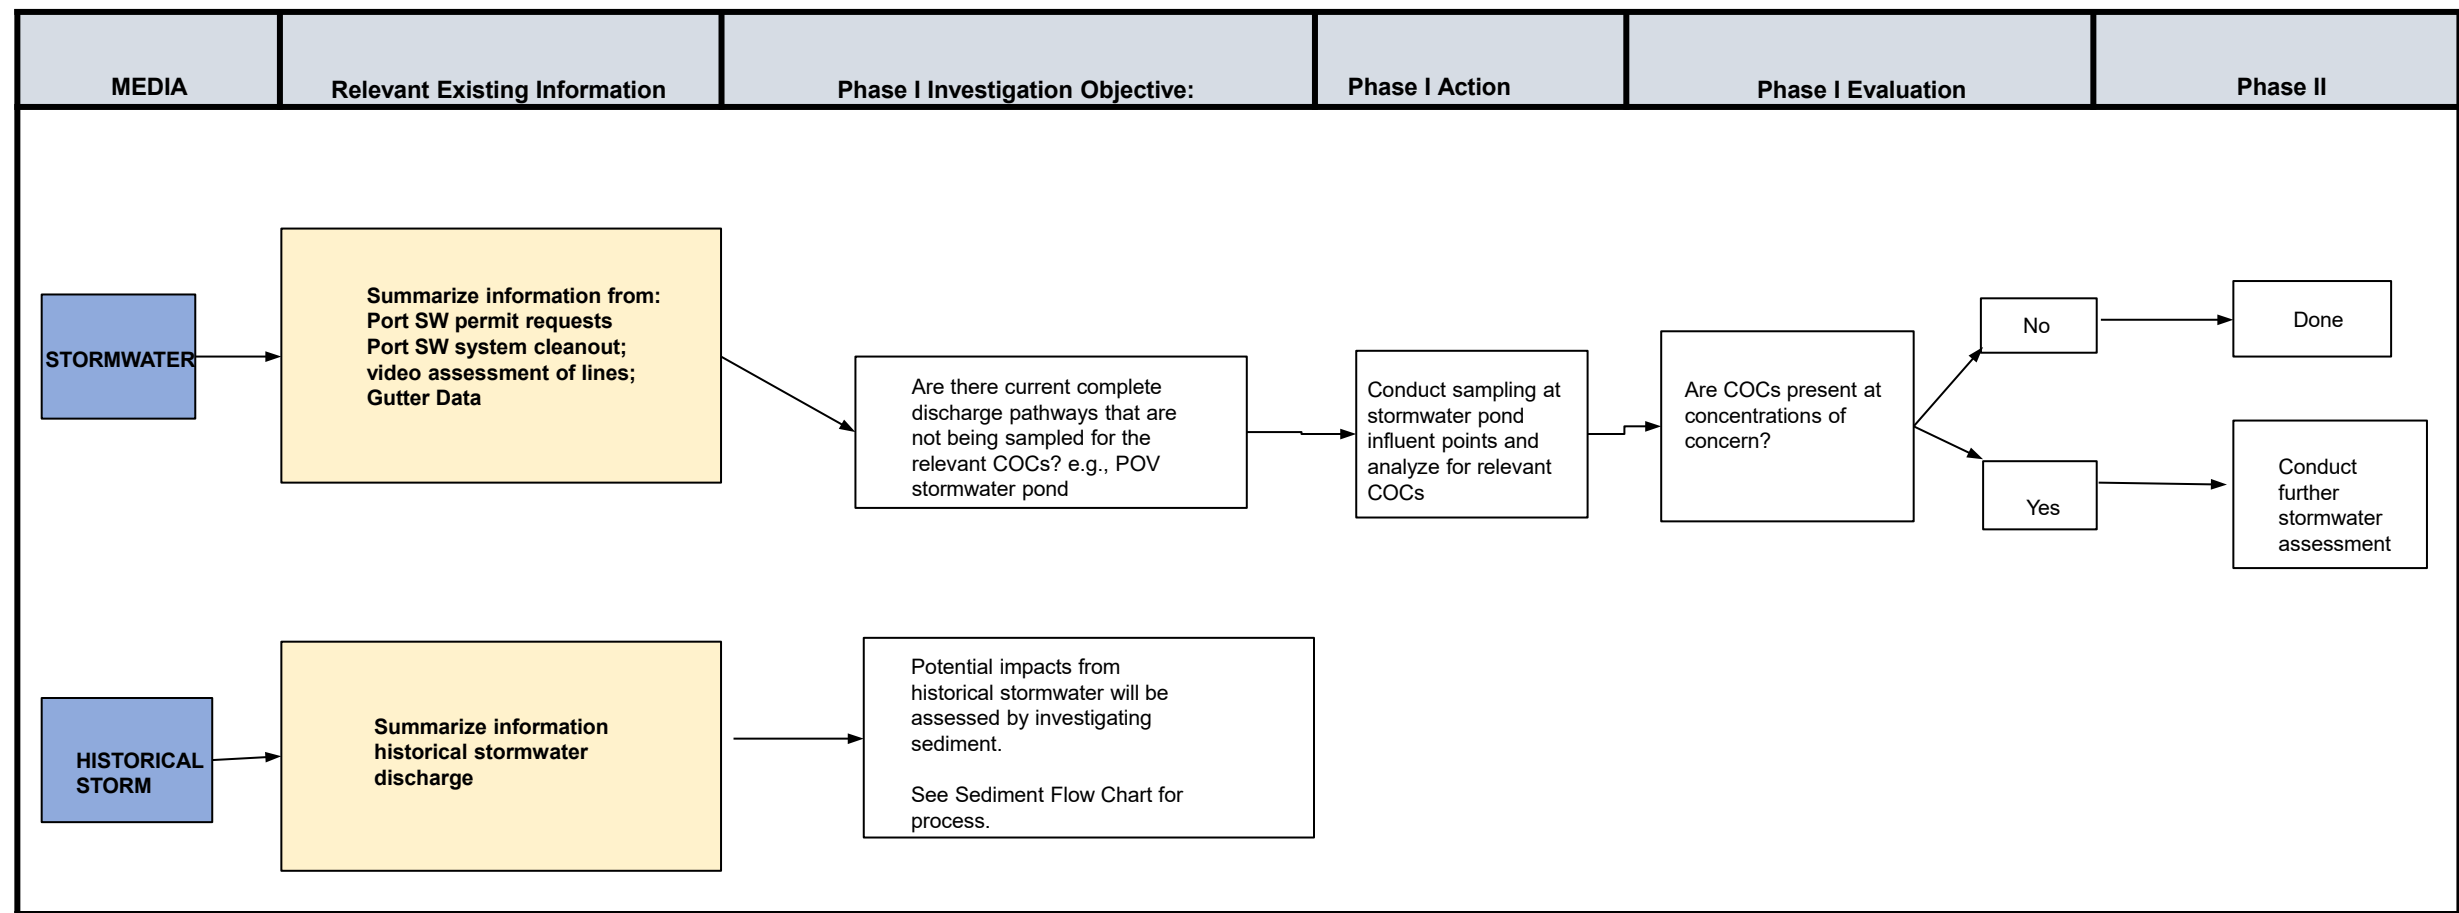 MEDIA
Relevant Existing Information
Phase I Investigation Objective:
Phase I Action
Phase I Evaluation
Phase II
STORMWATER
Summarize information from:
Port SW permit requests
Port SW system cleanout;
video assessment of lines;
Gutter Data
Are there current complete
discharge pathways that are
not being sampled for the
relevant COCs? e.g., POV
stormwater pond
Conduct sampling at
stormwater pond
influent points and
analyze for relevant
COCs
Are COCs present at
concentrations of
concern?
No
Done
Yes
Conduct
further
stormwater
assessment
HISTORICAL
STORM
Summarize information
historical stormwater
discharge
Potential impacts from
historical stormwater will be
assessed by investigating
sediment.
See Sediment Flow Chart for
process.